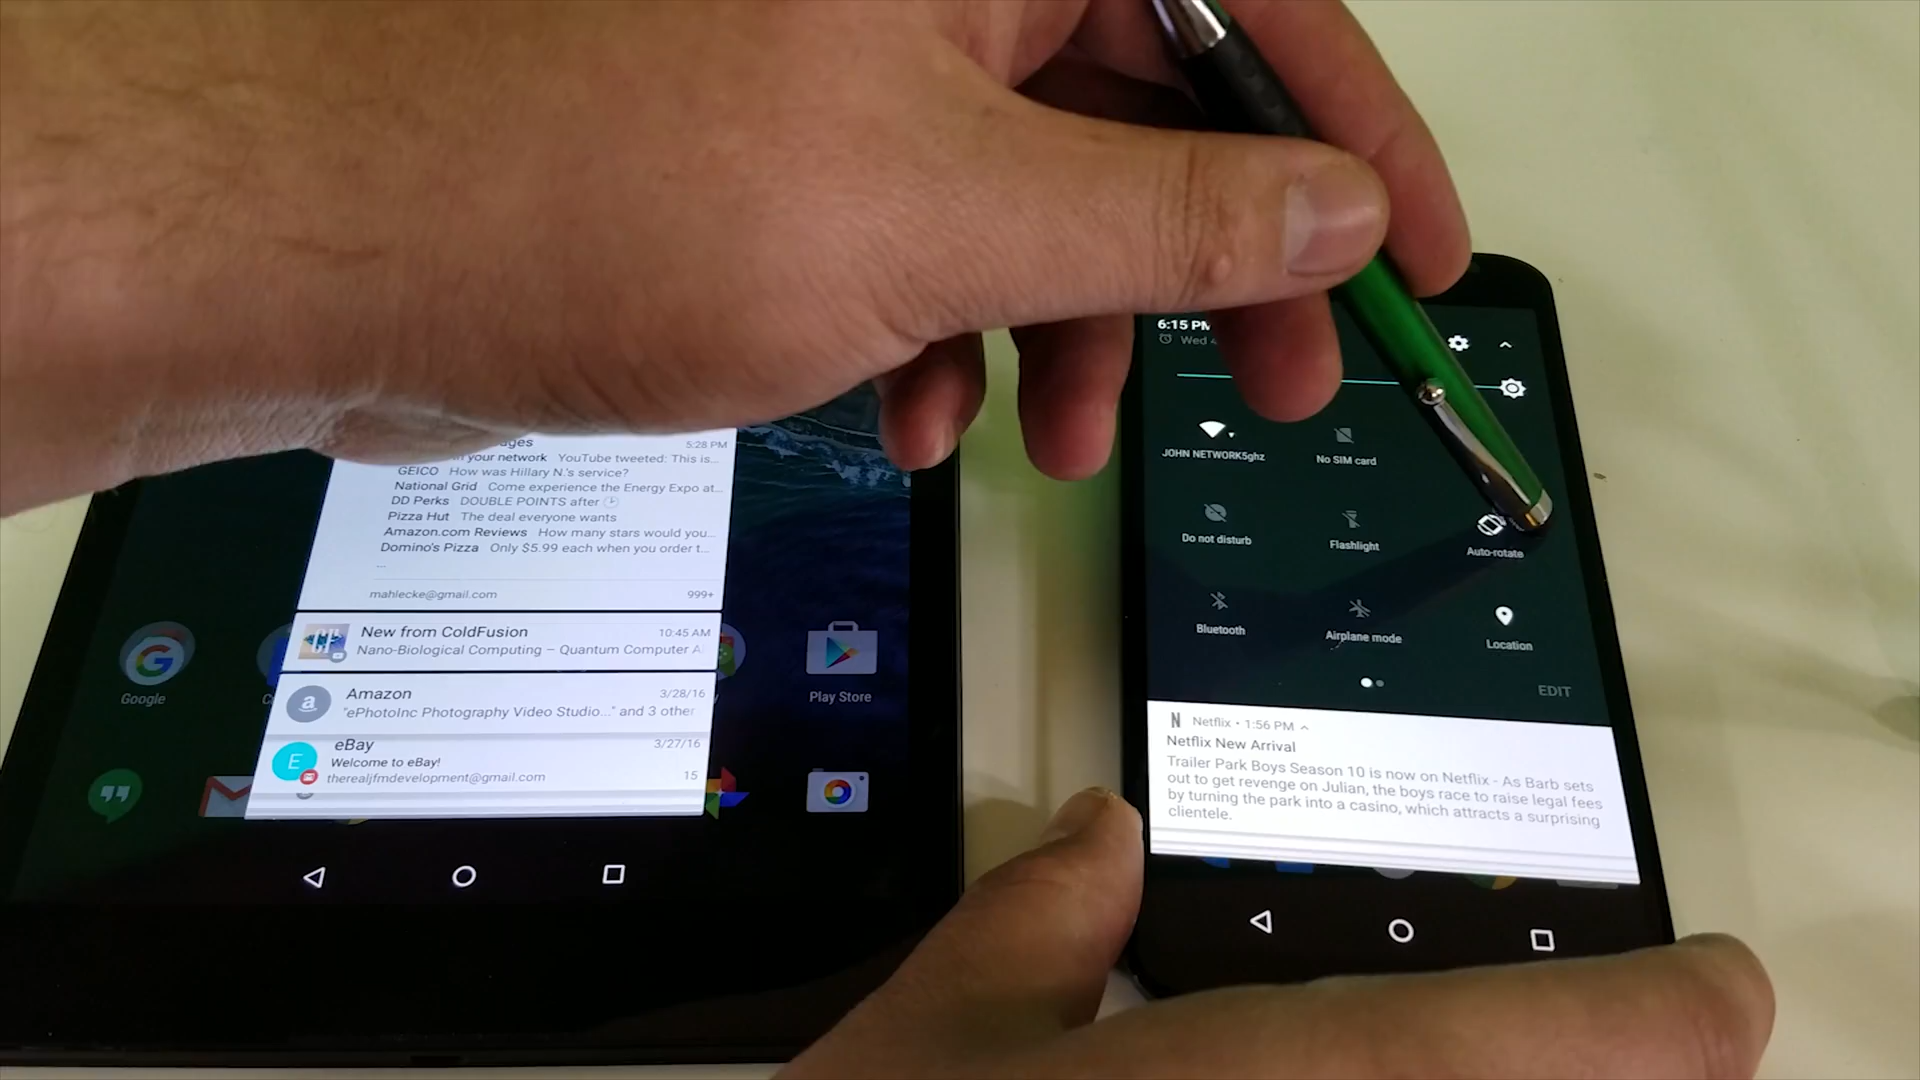 5:28 PM
in your network YouTube tweeted: This is...
GEICO How was Hillary N.'s service?
National Grid Come experience the Energy Expo at...
DD Perks DOUBLE POINTS after
Pizza Hut The deal everyone wants
Amazon.com Reviews How many stars would you...
Domino's Pizza Only $5.99 each when you order t...
...
mahlecke@gmail.com 999+
New from ColdFusion 10:45 AM
Nano-Biological Computing – Quantum Computer A
Amazon 3/28/16
"ePhotoInc Photography Video Studio..." and 3 other
eBay 3/27/16
Welcome to eBay!
therealjfmdevelopment@gmail.com 15
a
E
Google
Play Store
6:15 PM
Wed
JOHN NETWORK5ghz
No SIM card
Do not disturb
Flashlight
Auto-rotate
Bluetooth
Airplane mode
Location
EDIT
N Netflix • 1:56 PM
Netflix New Arrival
Trailer Park Boys Season 10 is now on Netflix - As Barb sets
out to get revenge on Julian, the boys race to raise legal fees
by turning the park into a casino, which attracts a surprising
clientele.